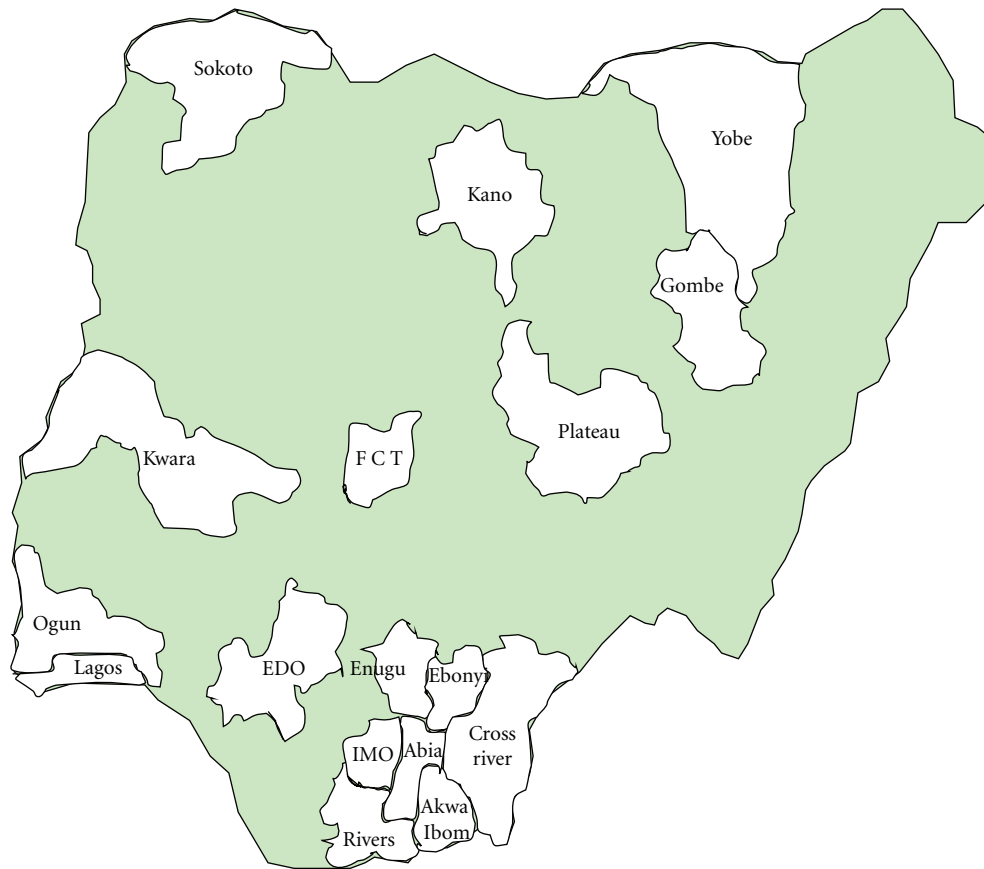 Sokoto
Yobe
Kano
Gombe
Plateau
Kwara
F C T
Ogun
Lagos
EDO
Enugu
Ebonyi
Cross
river
IMO
Abia
Akwa
Ibom
Rivers